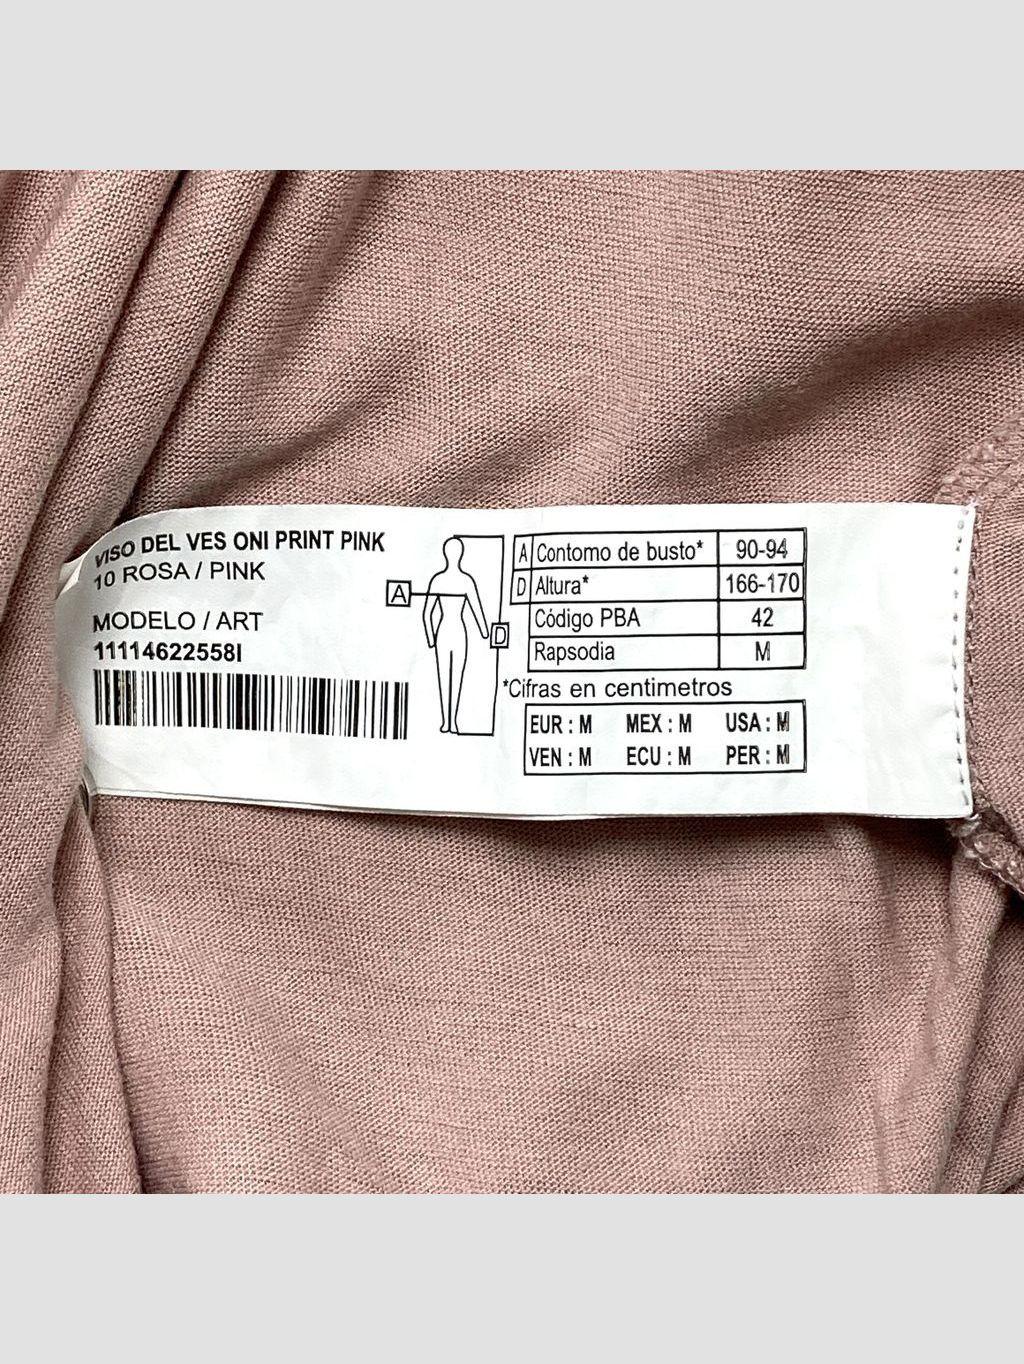 VISO DEL VES ONI PRINT PINK
10 ROSA / PINK
MODELO / ART
11114622558I
A
D
A Contorno de busto* 90-94
D Altura* 166-170
Código PBA 42
Rapsodia M
*Cifras en centimetros
EUR : M MEX : M USA : M
VEN : M ECU : M PER : M